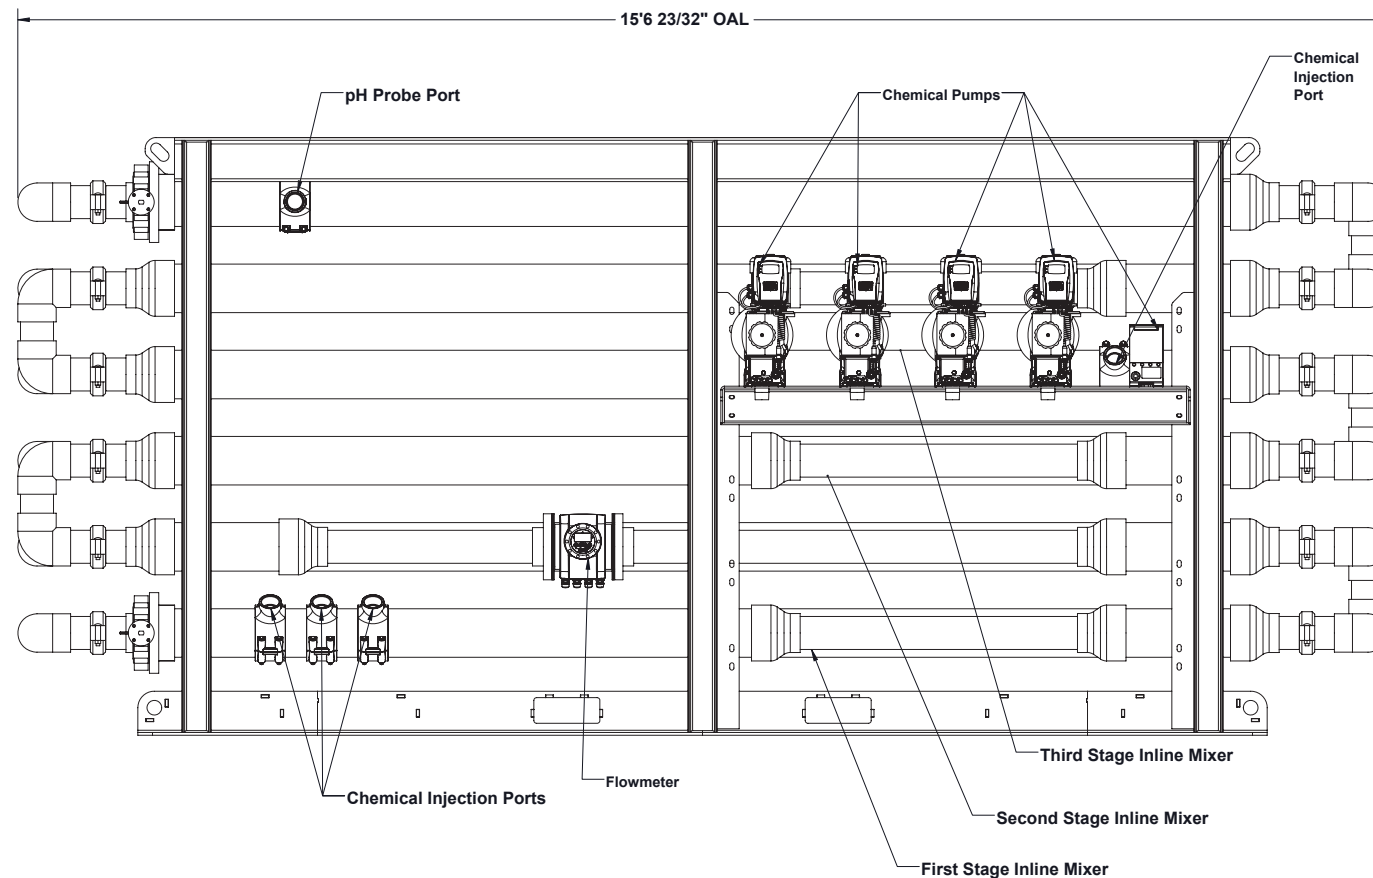 15'6 23/32" OAL
Chemical
Injection
Port
pH Probe Port
Chemical Pumps
Third Stage Inline Mixer
Flowmeter
Chemical Injection Ports
Second Stage Inline Mixer
First Stage Inline Mixer